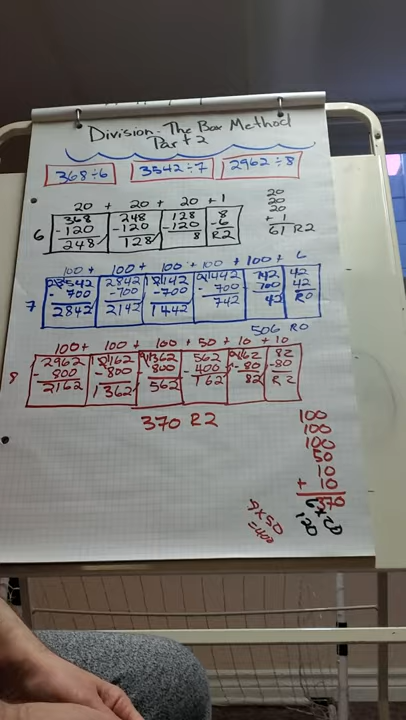 Division - The Box Method
Part 2
368÷6 3542÷7 2962÷8
20 + 20 + 20 + 1
6
368 248 128 8
-120 -120 -120 -6
248 128 8 R2
20
20
20
+ 1
61 R2
100 + 100 + 100 + 100 + 100 + 6
7
3542 2842 2142 1442 742 42
- 700 -700 -700 - 700 - 700 42
2842 2142 1442 742 42 R0
506 R0
100 + 100 + 100 + 50 + 10 + 10
8
2962 2162 1362 562 162 82
- 800 - 800 - 800 - 400 - 80 -80
2162 1362 562 162 82 R2
370 R2
100
100
100
50
10
+ 10
370
6x20
120
=400